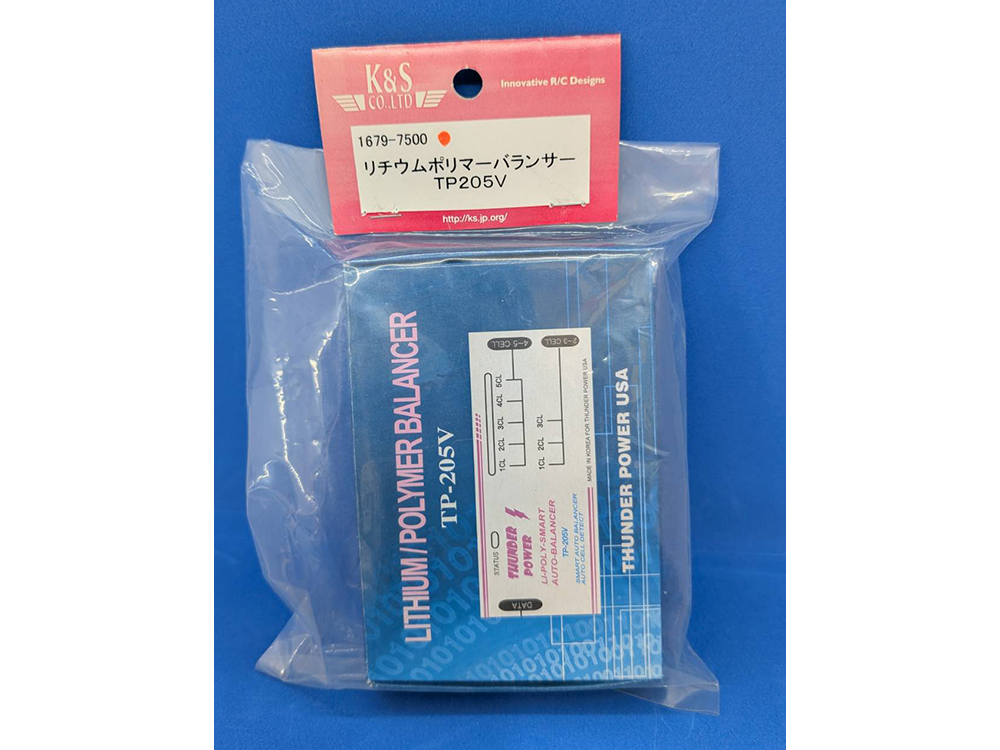 K&S
CO.,LTD
Innovative R/C Designs
1679-7500
リチウムポリマーバランサー
TP205V
http://ks.jp.org/
LITHIUM/POLYMER BALANCER
TP-205V
STATUS
1CL 2CL 3CL 4CL 5CL
4~5 CELL
THUNDER
POWER
1CL 2CL 3CL
2~3 CELL
DATA
LI-POLY-SMART
AUTO-BALANCER
TP-205V
SMART AUTO BALANCER
AUTO CELL DETECT
MADE IN KOREA FOR THUNDER POWER USA
THUNDER POWER USA